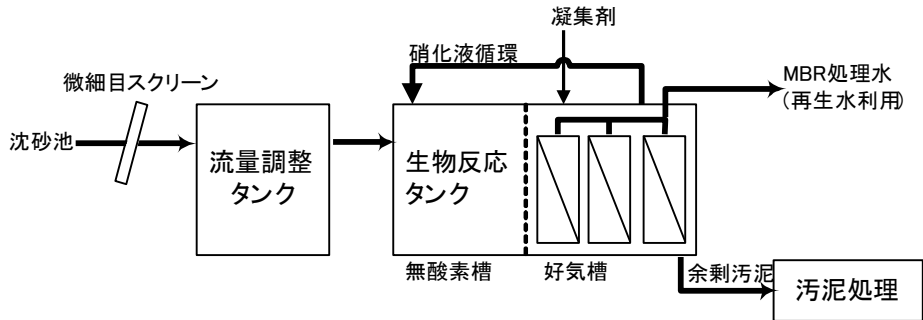 凝集剤
硝化液循環
微細目スクリーン
MBR処理水
(再生水利用)
沈砂池
流量調整
タンク
生物反応
タンク
無酸素槽
好気槽
余剰汚泥
汚泥処理